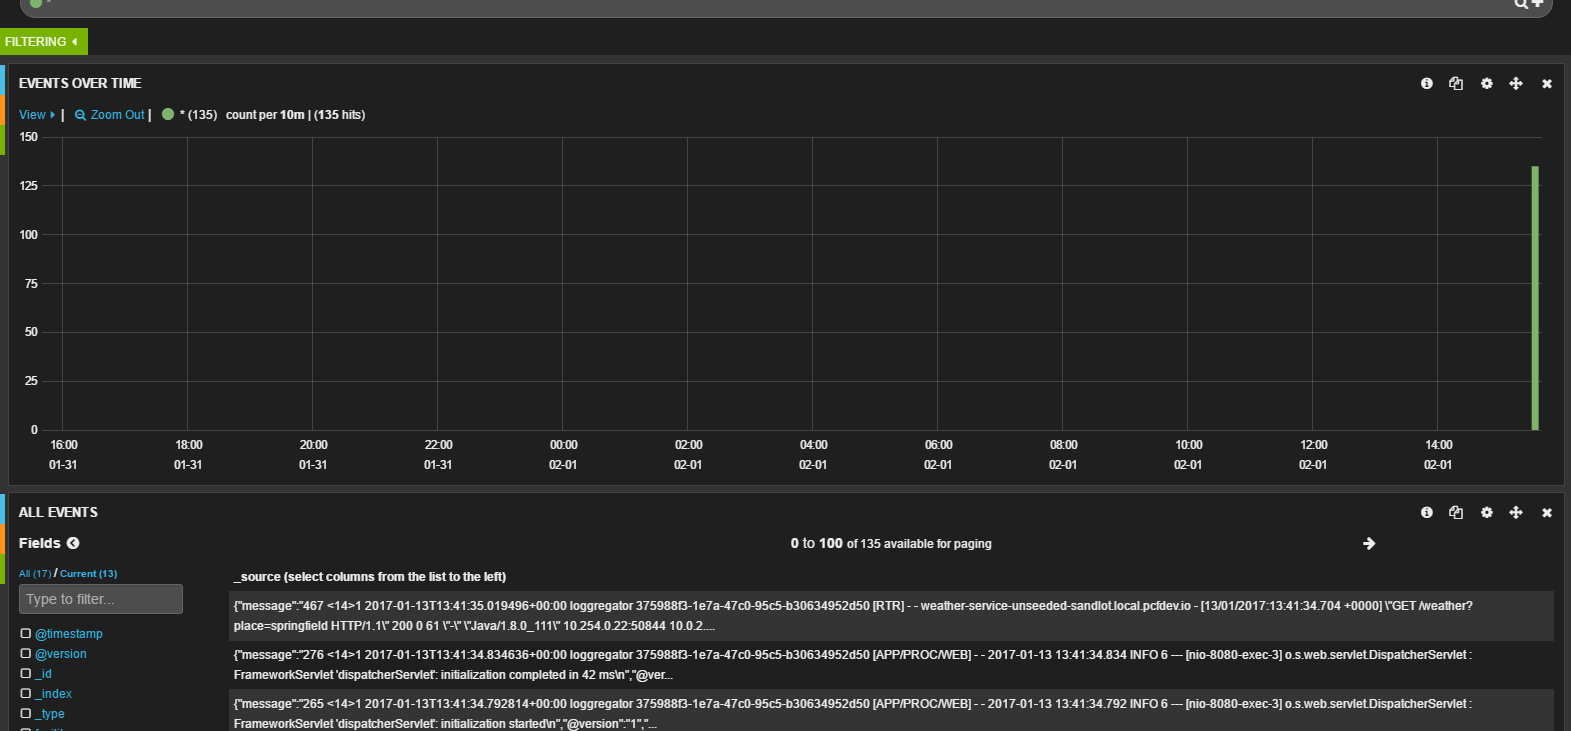 *
FILTERING
EVENTS OVER TIME
View | Zoom Out | * (135) count per 10m | (135 hits)
150
125
100
75
50
25
0
16:00 18:00 20:00 22:00 00:00 02:00 04:00 06:00 08:00 10:00 12:00 14:00
01-31 01-31 01-31 01-31 02-01 02-01 02-01 02-01 02-01 02-01 02-01 02-01
ALL EVENTS
Fields
0 to 100 of 135 available for paging
All (17) / Current (13)
Type to filter...
@timestamp
@version
_id
_index
_type
_source (select columns from the list to the left)
{"message":"467 <14>1 2017-01-13T13:41:35.019496+00:00 loggregator 375988f3-1e7a-47c0-95c5-b30634952d50 [RTR] - - weather-service-unseeded-sandlot.local.pcfdev.io - [13/01/2017:13:41:34.704 +0000] \"GET /weather?
place=springfield HTTP/1.1\" 200 0 61 \"-\" \"Java/1.8.0_111\" 10.254.0.22:50844 10.0.2....
{"message":"276 <14>1 2017-01-13T13:41:34.834636+00:00 loggregator 375988f3-1e7a-47c0-95c5-b30634952d50 [APP/PROC/WEB] - - 2017-01-13 13:41:34.834 INFO 6 --- [nio-8080-exec-3] o.s.web.servlet.DispatcherServlet :
FrameworkServlet 'dispatcherServlet': initialization completed in 42 ms\n","@ver...
{"message":"265 <14>1 2017-01-13T13:41:34.792814+00:00 loggregator 375988f3-1e7a-47c0-95c5-b30634952d50 [APP/PROC/WEB] - - 2017-01-13 13:41:34.792 INFO 6 --- [nio-8080-exec-3] o.s.web.servlet.DispatcherServlet :
FrameworkServlet 'dispatcherServlet': initialization started\n","@version":"1","...